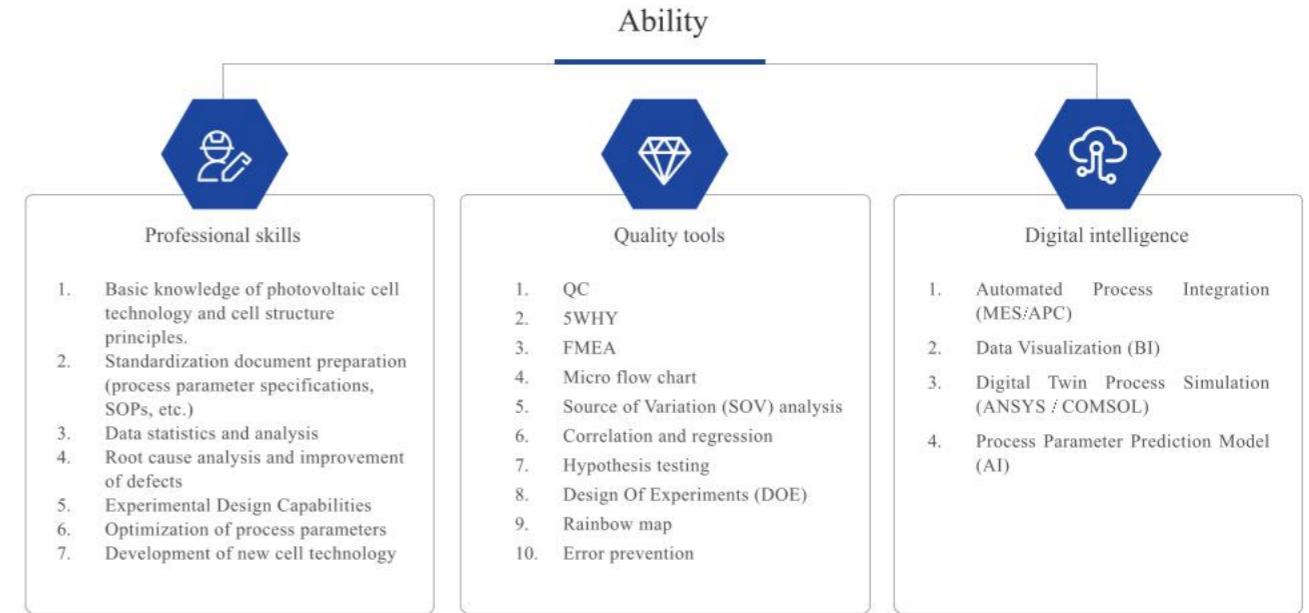 Ability
Professional skills
1. Basic knowledge of photovoltaic cell
technology and cell structure
principles.
2. Standardization document preparation
(process parameter specifications,
SOPs, etc.)
3. Data statistics and analysis
4. Root cause analysis and improvement
of defects
5. Experimental Design Capabilities
6. Optimization of process parameters
7. Development of new cell technology
Quality tools
1. QC
2. 5WHY
3. FMEA
4. Micro flow chart
5. Source of Variation (SOV) analysis
6. Correlation and regression
7. Hypothesis testing
8. Design Of Experiments (DOE)
9. Rainbow map
10. Error prevention
Digital intelligence
1. Automated Process Integration
(MES/APC)
2. Data Visualization (BI)
3. Digital Twin Process Simulation
(ANSYS / COMSOL)
4. Process Parameter Prediction Model
(AI)